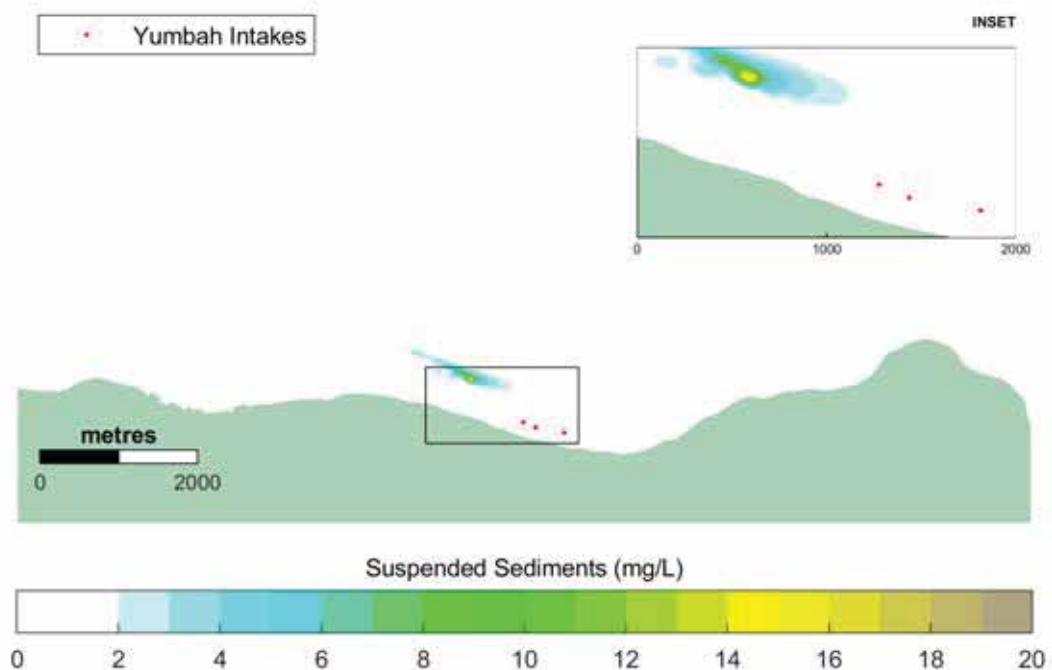 Yumbah Intakes
INSET
0 1000 2000
metres
0 2000
Suspended Sediments (mg/L)
0 2 4 6 8 10 12 14 16 18 20